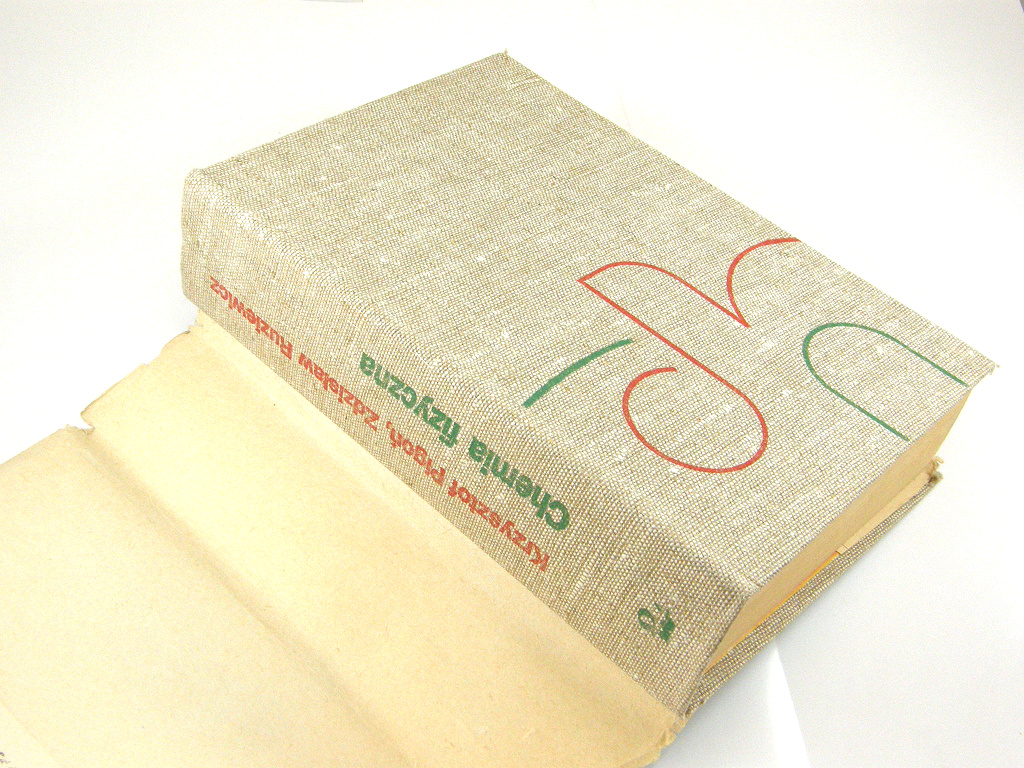 Krzysztof Pigoń, Zdzisław Ruziewicz
Chemia fizyczna